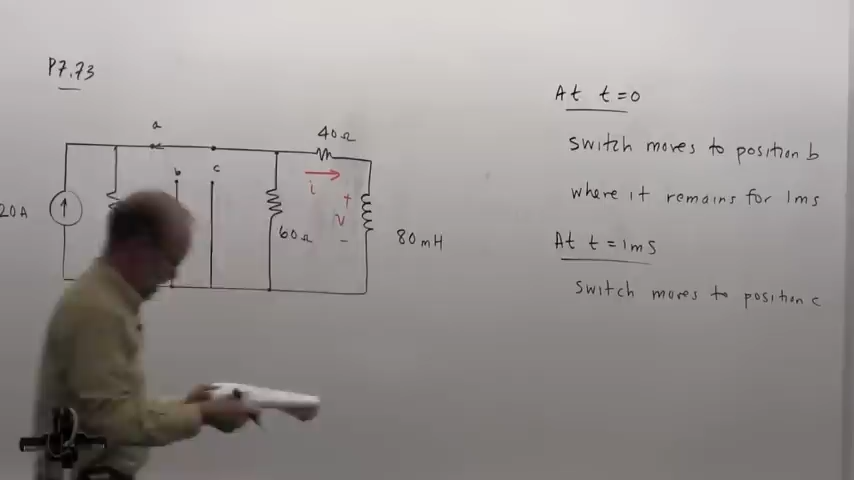 P7.73
a
40Ω
b
c
i
+
V
-
20A
60Ω
80mH
At t=0
switch moves to position b
where it remains for 1ms
At t=1ms
switch moves to position c